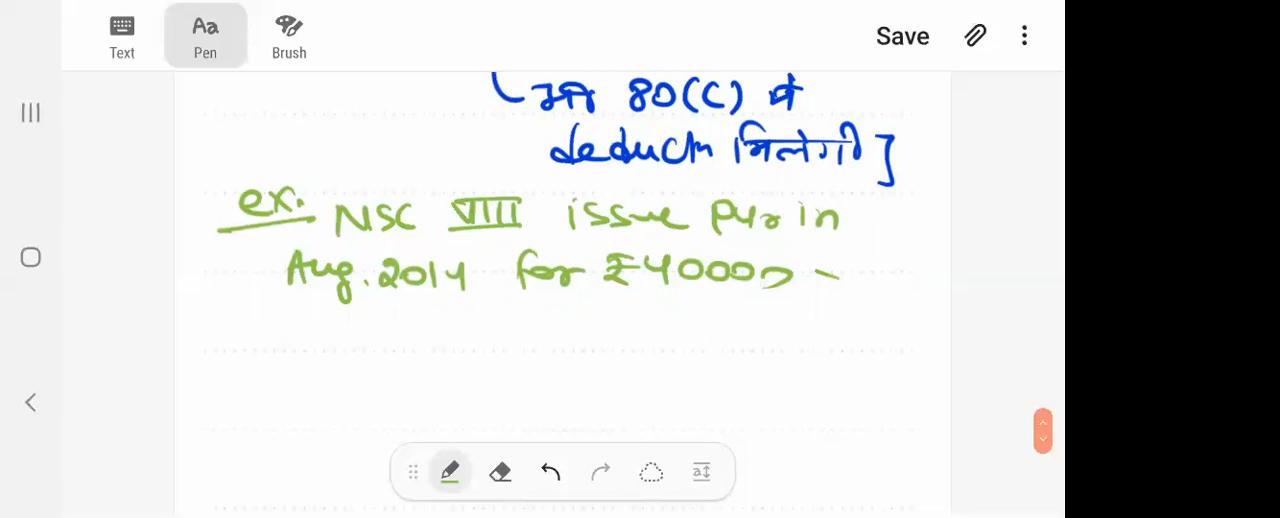 Text
Aa
Pen
Brush
Save
80(C) में
deductn मिलेगी]
ex. NSC VIII issue Pur in
Aug. 2014 for ₹40000 -